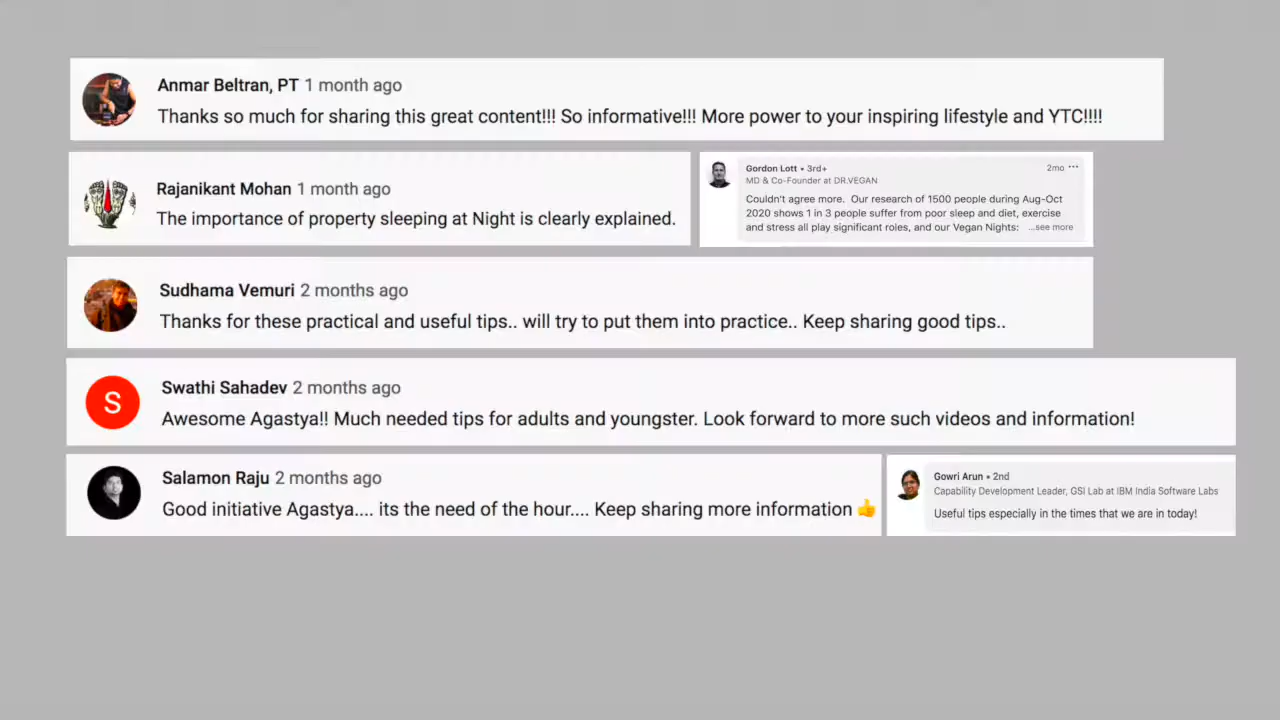 Anmar Beltran, PT 1 month ago
Thanks so much for sharing this great content!!! So informative!!! More power to your inspiring lifestyle and YTC!!!!
Rajanikant Mohan 1 month ago
The importance of property sleeping at Night is clearly explained.
Gordon Lott • 3rd+ 2mo ···
MD & Co-Founder at DR.VEGAN
Couldn't agree more. Our research of 1500 people during Aug-Oct
2020 shows 1 in 3 people suffer from poor sleep and diet, exercise
and stress all play significant roles, and our Vegan Nights: ...see more
Sudhama Vemuri 2 months ago
Thanks for these practical and useful tips.. will try to put them into practice.. Keep sharing good tips..
S
Swathi Sahadev 2 months ago
Awesome Agastya!! Much needed tips for adults and youngster. Look forward to more such videos and information!
Salamon Raju 2 months ago
Good initiative Agastya.... its the need of the hour.... Keep sharing more information 👍
Gowri Arun • 2nd
Capability Development Leader, GSI Lab at IBM India Software Labs
Useful tips especially in the times that we are in today!